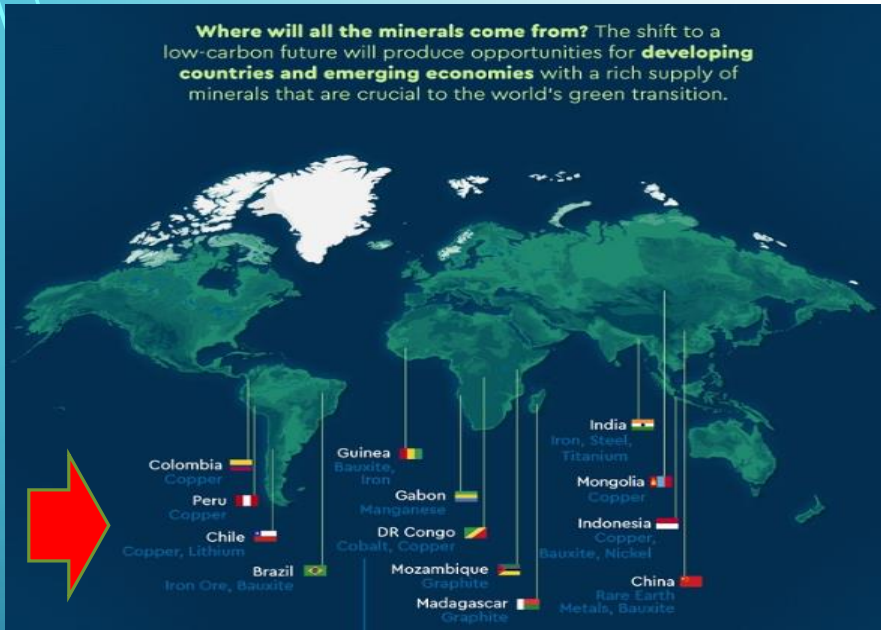 Where will all the minerals come from? The shift to a
low-carbon future will produce opportunities for developing
countries and emerging economies with a rich supply of
minerals that are crucial to the world's green transition.
Colombia
Copper
Peru
Copper
Chile
Copper, Lithium
Brazil
Iron Ore, Bauxite
Guinea
Bauxite,
Iron
Gabon
Manganese
DR Congo
Cobalt, Copper
Mozambique
Graphite
Madagascar
Graphite
India
Iron, Steel,
Titanium
Mongolia
Copper
Indonesia
Copper,
Bauxite, Nickel
China
Rare Earth
Metals, Bauxite